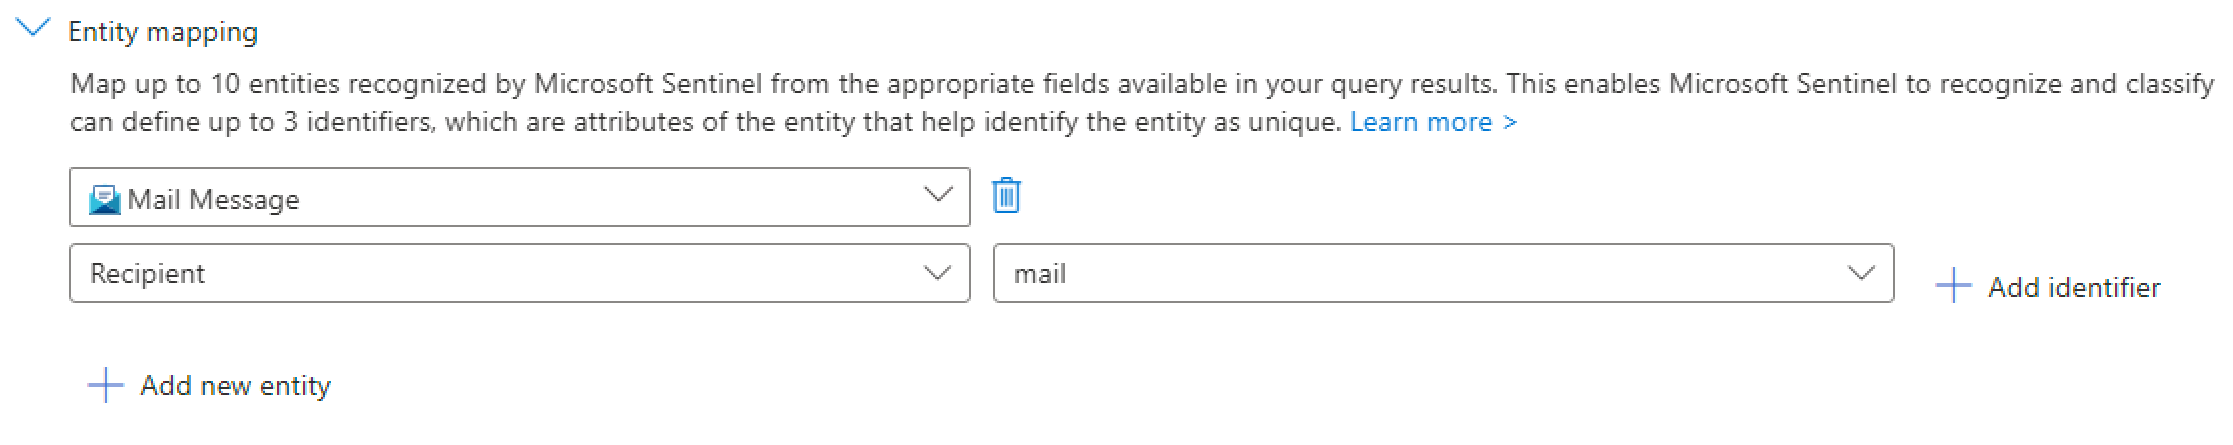 Entity mapping
Map up to 10 entities recognized by Microsoft Sentinel from the appropriate fields available in your query results. This enables Microsoft Sentinel to recognize and classify
can define up to 3 identifiers, which are attributes of the entity that help identify the entity as unique. Learn more >
Mail Message
Recipient mail Add identifier
Add new entity